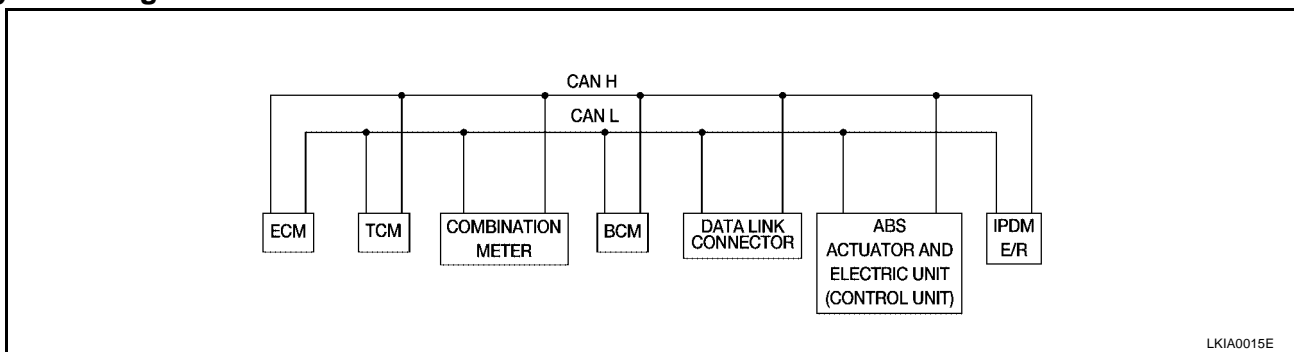 CAN H
CAN L
ECM
TCM
COMBINATION
METER
BCM
DATA LINK
CONNECTOR
ABS
ACTUATOR AND
ELECTRIC UNIT
(CONTROL UNIT)
IPDM
E/R
LKIA0015E